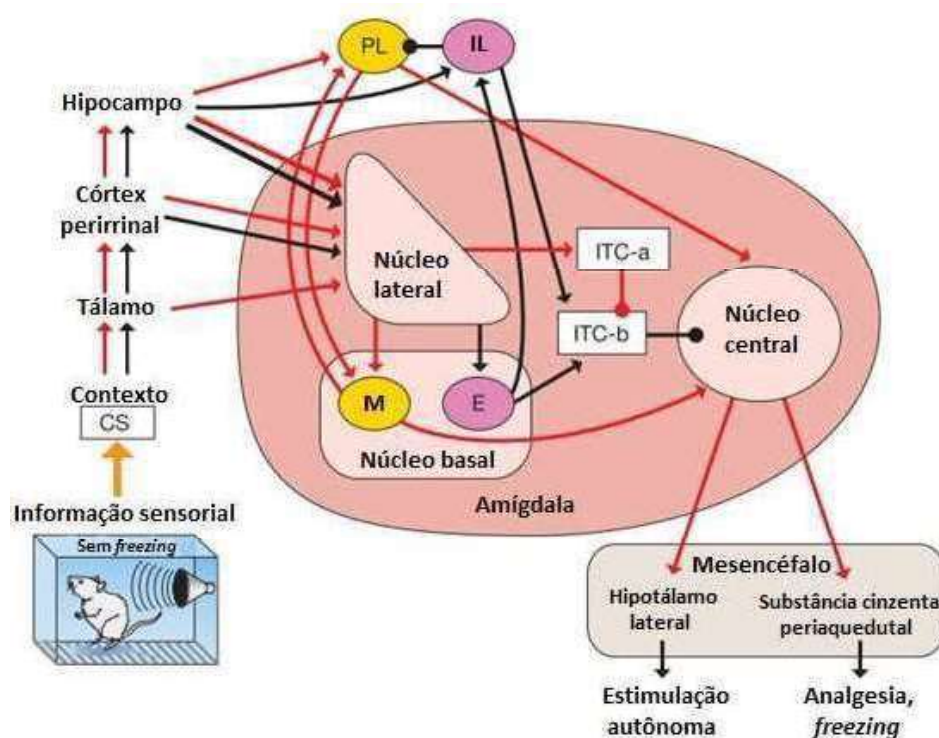 PL
IL
Hipocampo
Córtex
perirrinal
Tálamo
Contexto
CS
Informação sensorial
Sem freezing
Núcleo
lateral
ITC-a
ITC-b
Núcleo
central
M
E
Núcleo basal
Amígdala
Mesencéfalo
Hipotálamo
lateral
Substância cinzenta
periaquedutal
Estimulação
autônoma
Analgesia,
freezing